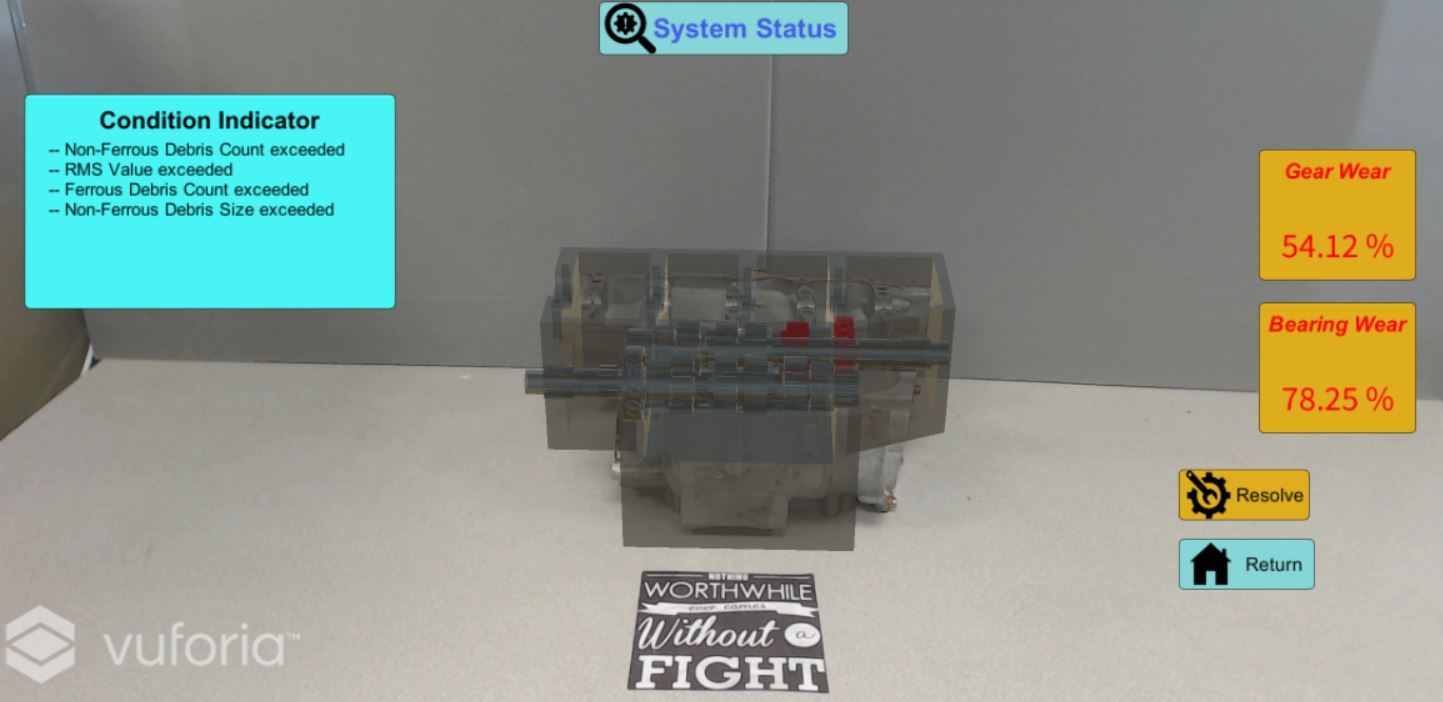 System Status
Condition Indicator
-- Non-Ferrous Debris Count exceeded
-- RMS Value exceeded
-- Ferrous Debris Count exceeded
-- Non-Ferrous Debris Size exceeded
Gear Wear
54.12 %
Bearing Wear
78.25 %
Resolve
Return
NOTHING
WORTHWHILE
ever comes
Without a
FIGHT
vuforia™